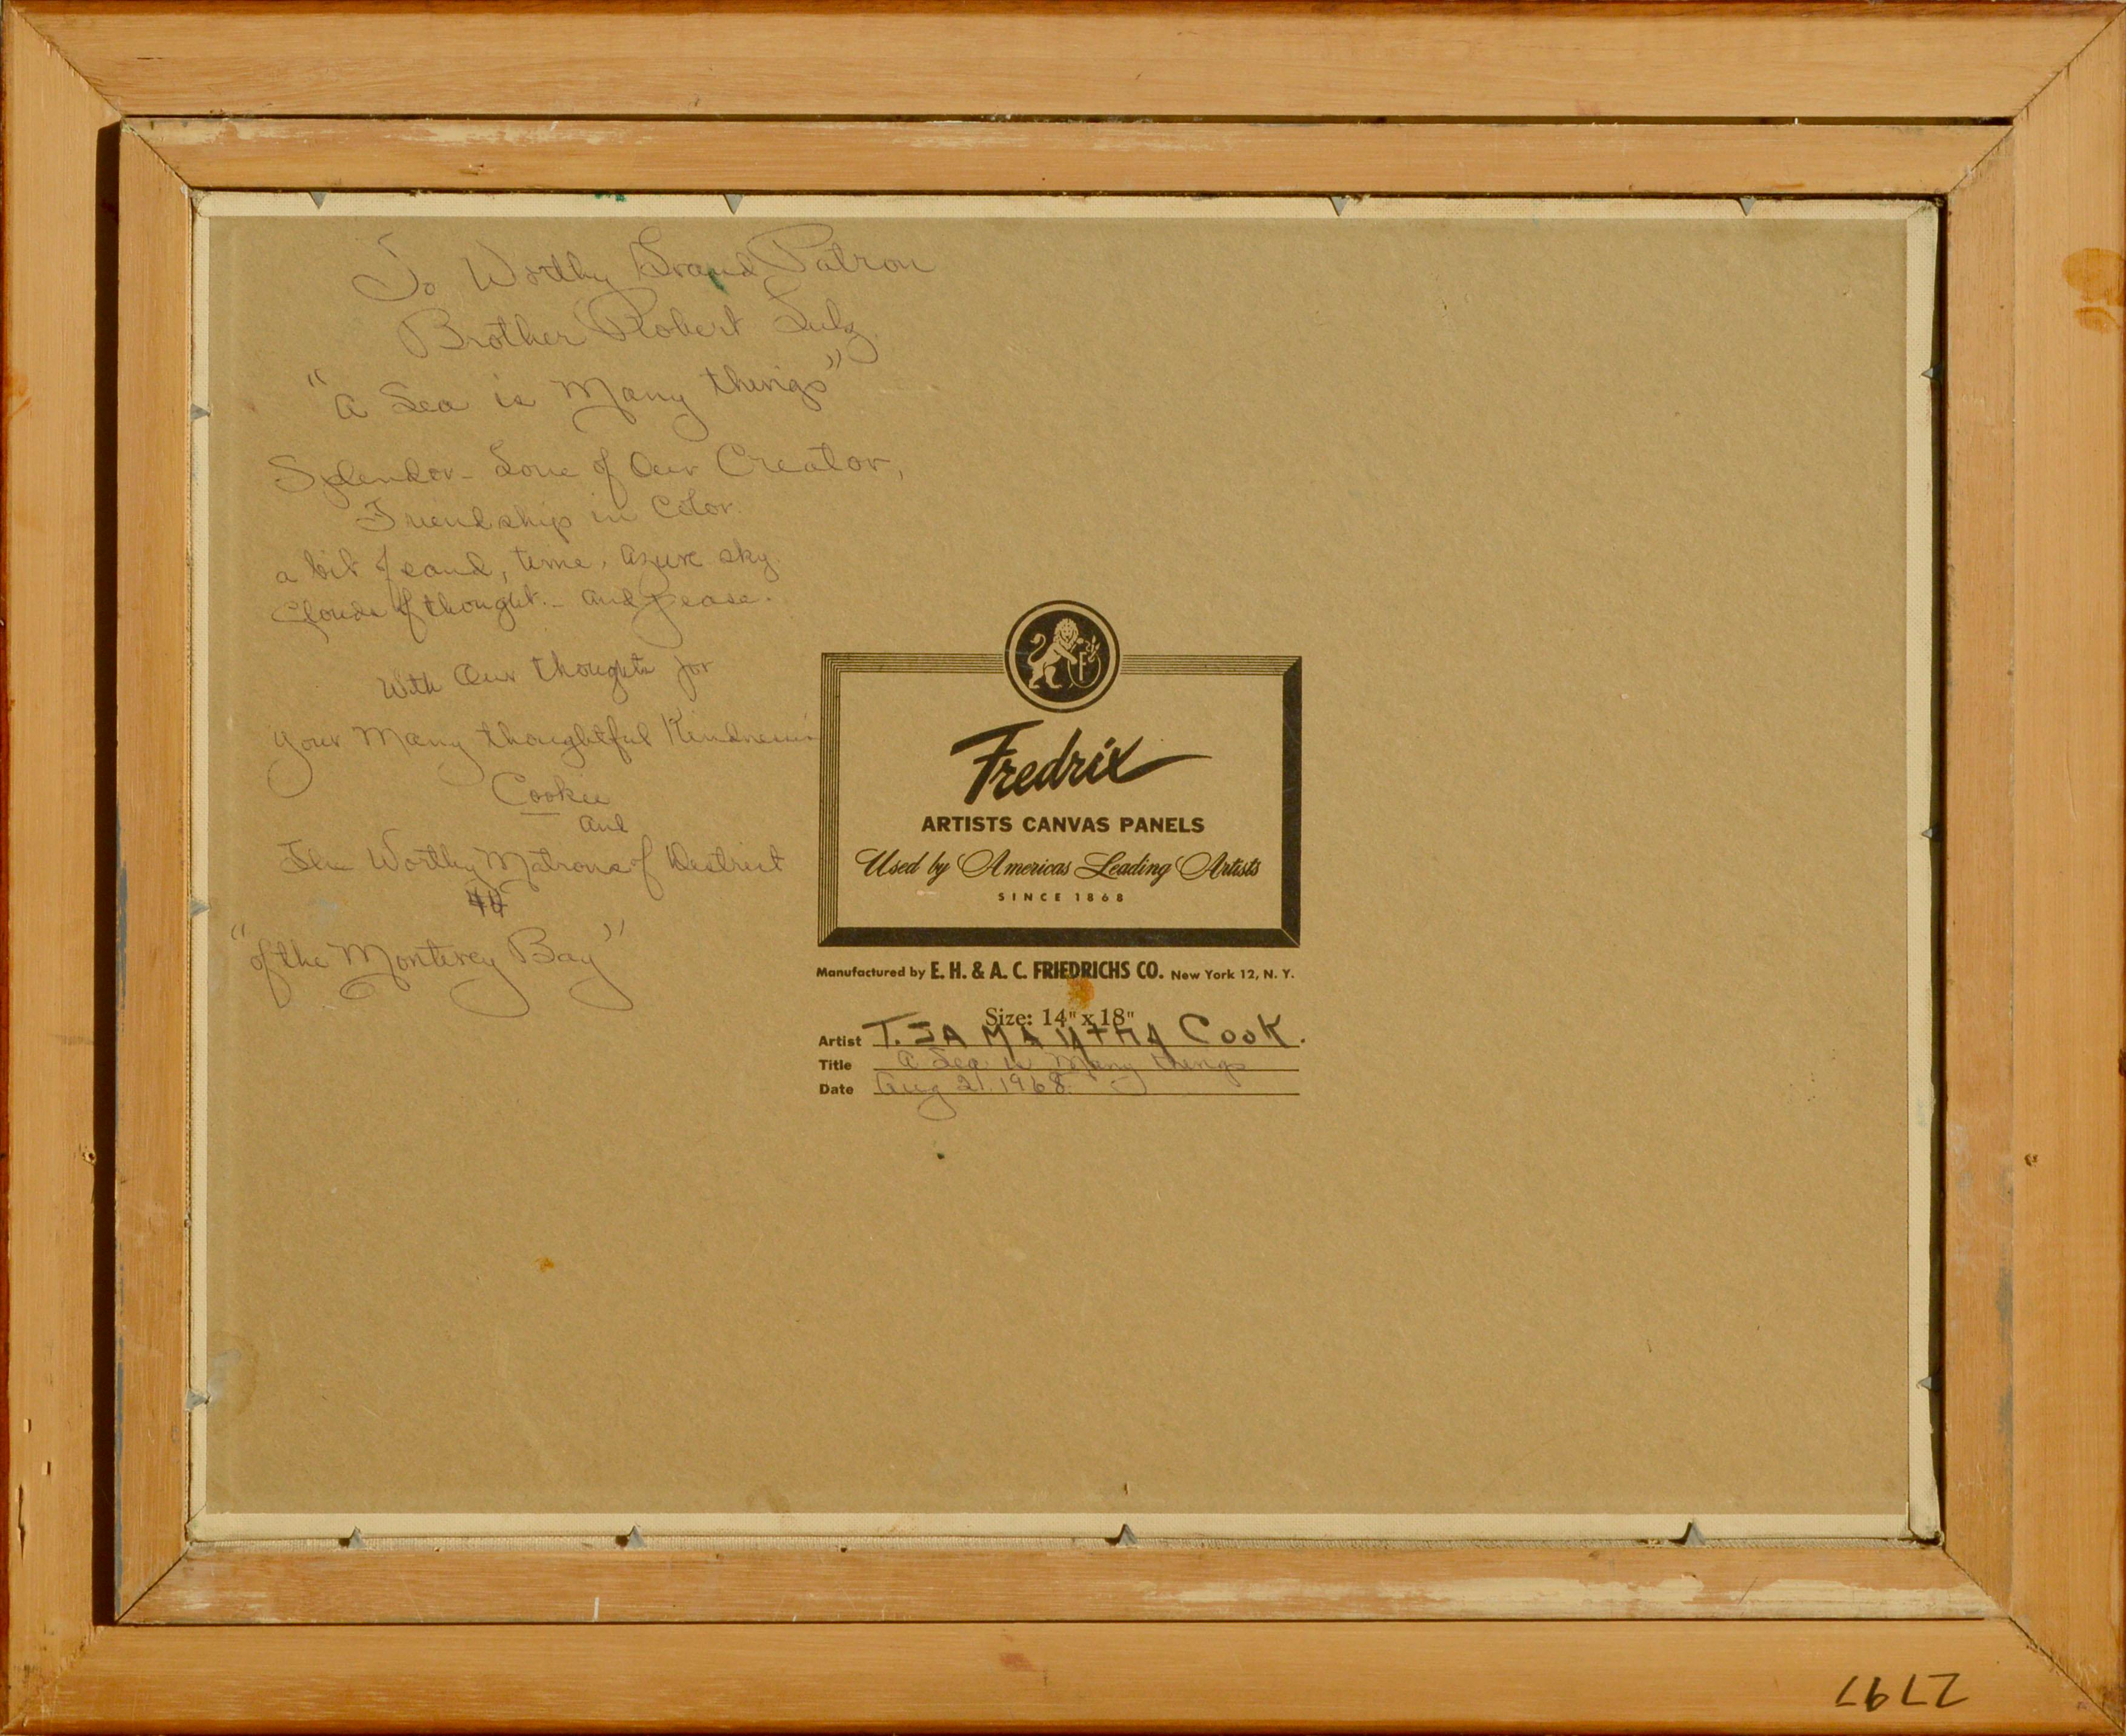 To Worthy Grand Patron
Brother Robert
"A Sea is Many things"
Splendor - Love of Our Creator,
Friendship in Color
a bit of sand, time, azure sky.
Clouds of thought. - and peace.
With Our thoughts for
your Many thoughtful Kindnesses
Cookie
and
The Worthy Matrons of District
44
"of the Monterey Bay"
F
Fredrix
ARTISTS CANVAS PANELS
Used by Americas Leading Artists
SINCE 1868
Manufactured by E. H. & A. C. FRIEDRICHS CO. New York 12, N. Y.
Size: 14" x 18"
Artist T. SAMANTHA COOK.
Title A Sea is Many things
Date Aug 21. 1968.
2797